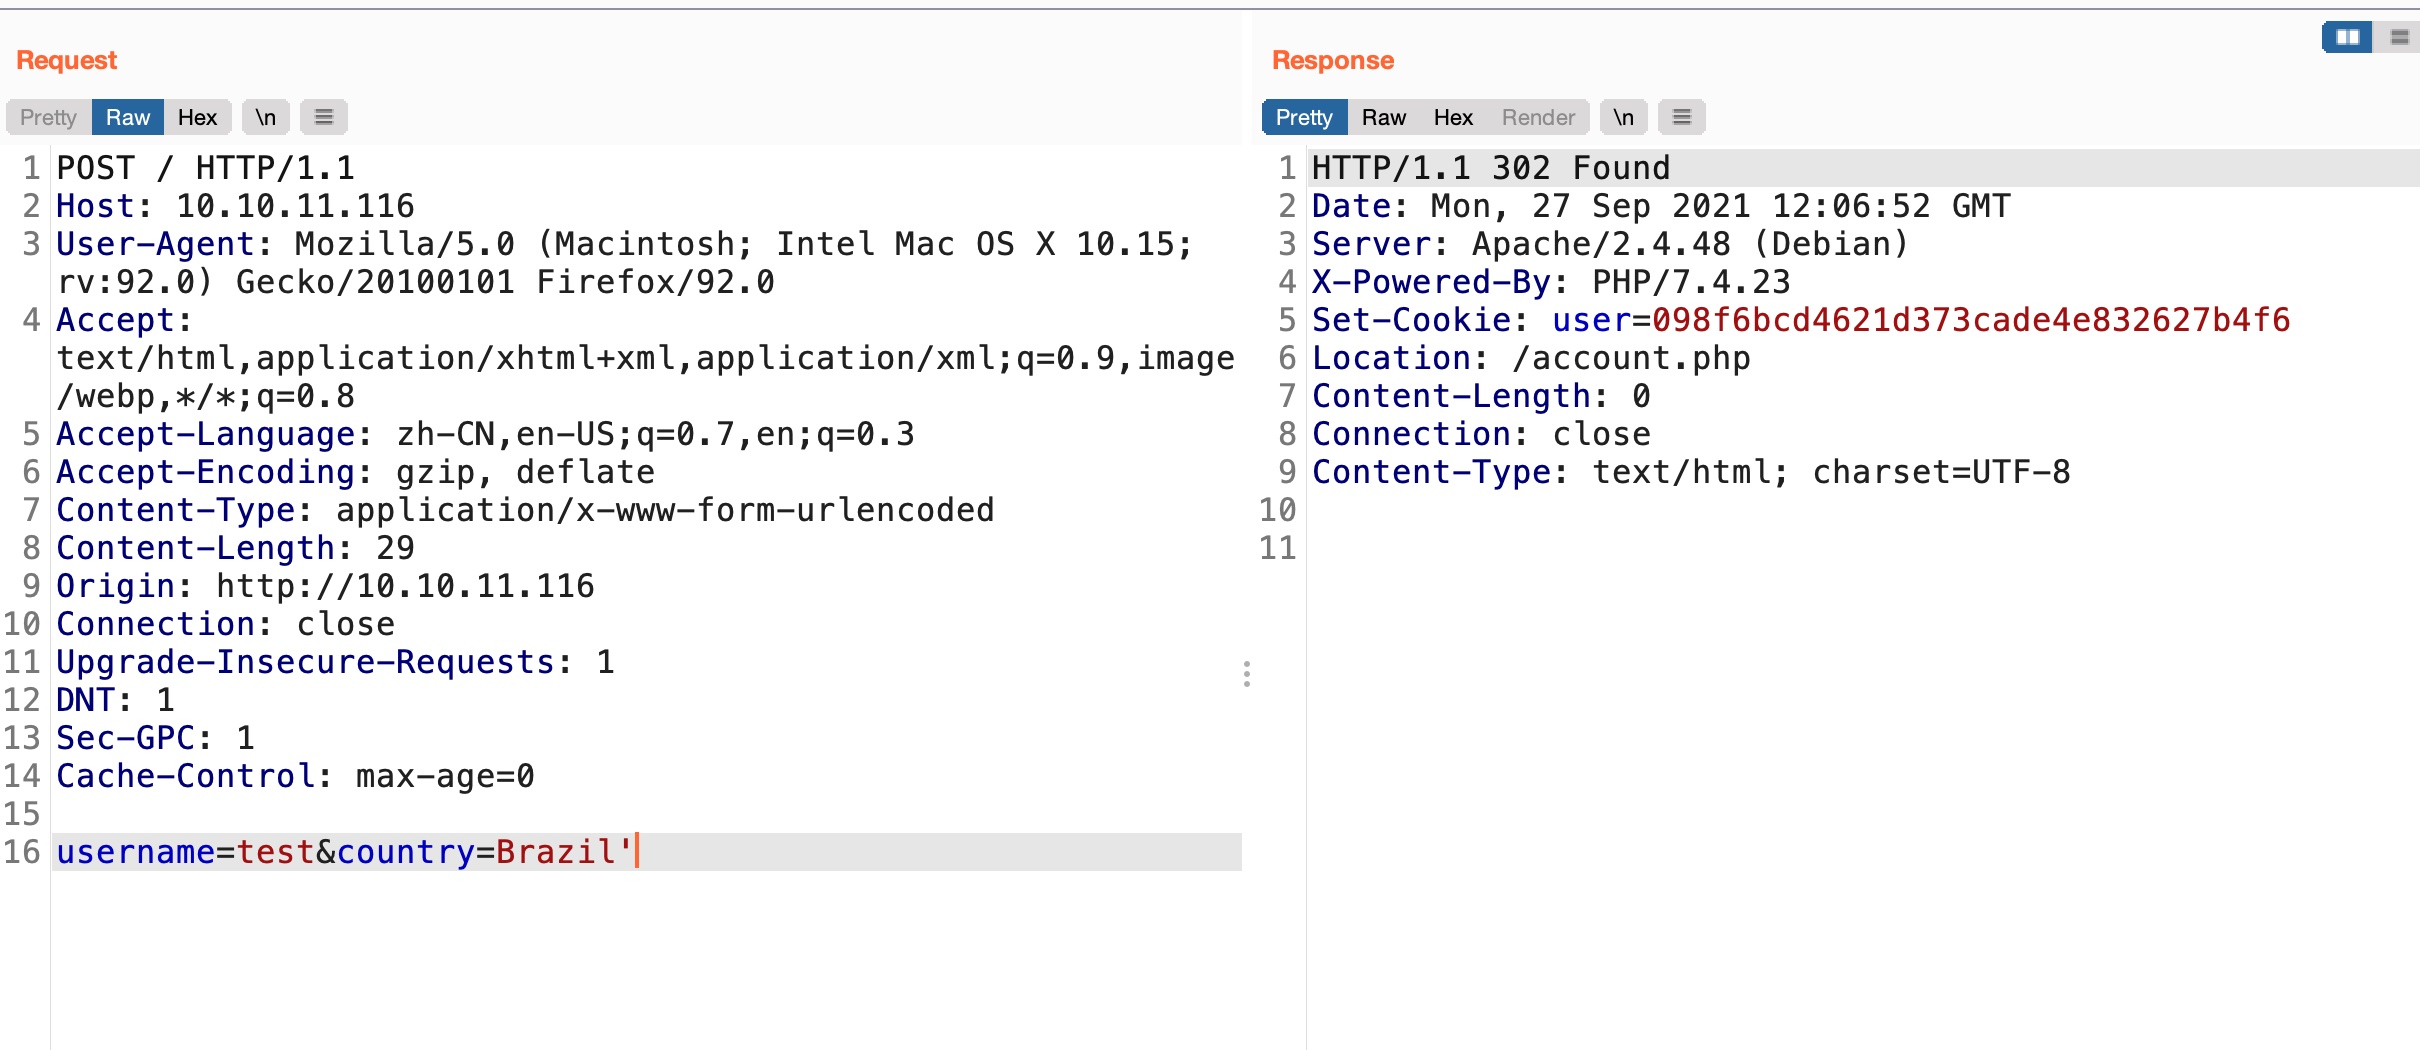 Request
Pretty Raw Hex \n
1 POST / HTTP/1.1
2 Host: 10.10.11.116
3 User-Agent: Mozilla/5.0 (Macintosh; Intel Mac OS X 10.15;
rv:92.0) Gecko/20100101 Firefox/92.0
4 Accept:
text/html,application/xhtml+xml,application/xml;q=0.9,image
/webp,*/*;q=0.8
5 Accept-Language: zh-CN,en-US;q=0.7,en;q=0.3
6 Accept-Encoding: gzip, deflate
7 Content-Type: application/x-www-form-urlencoded
8 Content-Length: 29
9 Origin: http://10.10.11.116
10 Connection: close
11 Upgrade-Insecure-Requests: 1
12 DNT: 1
13 Sec-GPC: 1
14 Cache-Control: max-age=0
15
16 username=test&country=Brazil'
Response
Pretty Raw Hex Render \n
1 HTTP/1.1 302 Found
2 Date: Mon, 27 Sep 2021 12:06:52 GMT
3 Server: Apache/2.4.48 (Debian)
4 X-Powered-By: PHP/7.4.23
5 Set-Cookie: user=098f6bcd4621d373cade4e832627b4f6
6 Location: /account.php
7 Content-Length: 0
8 Connection: close
9 Content-Type: text/html; charset=UTF-8
10
11